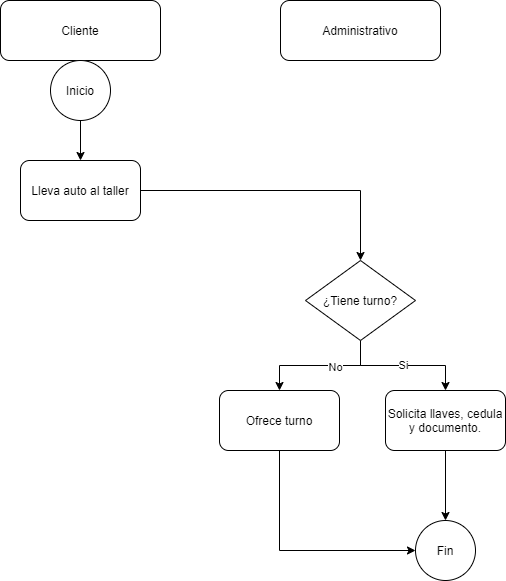 Cliente
Administrativo
Inicio
Lleva auto al taller
¿Tiene turno?
No
Si
Ofrece turno
Solicita llaves, cedula
y documento.
Fin